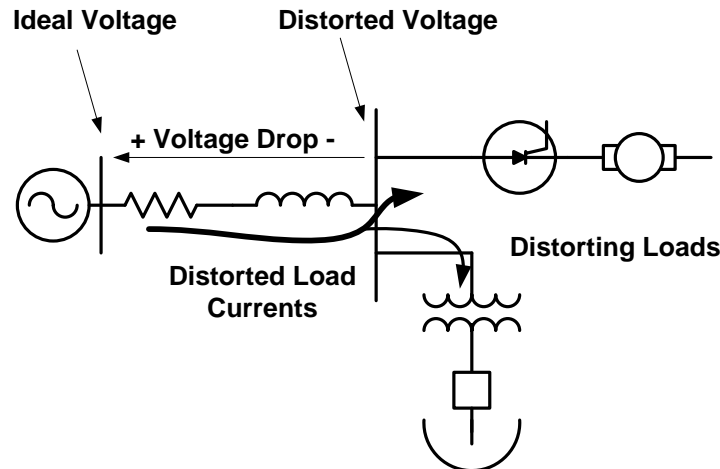 Ideal Voltage
Distorted Voltage
+ Voltage Drop -
Distorting Loads
Distorted Load
Currents